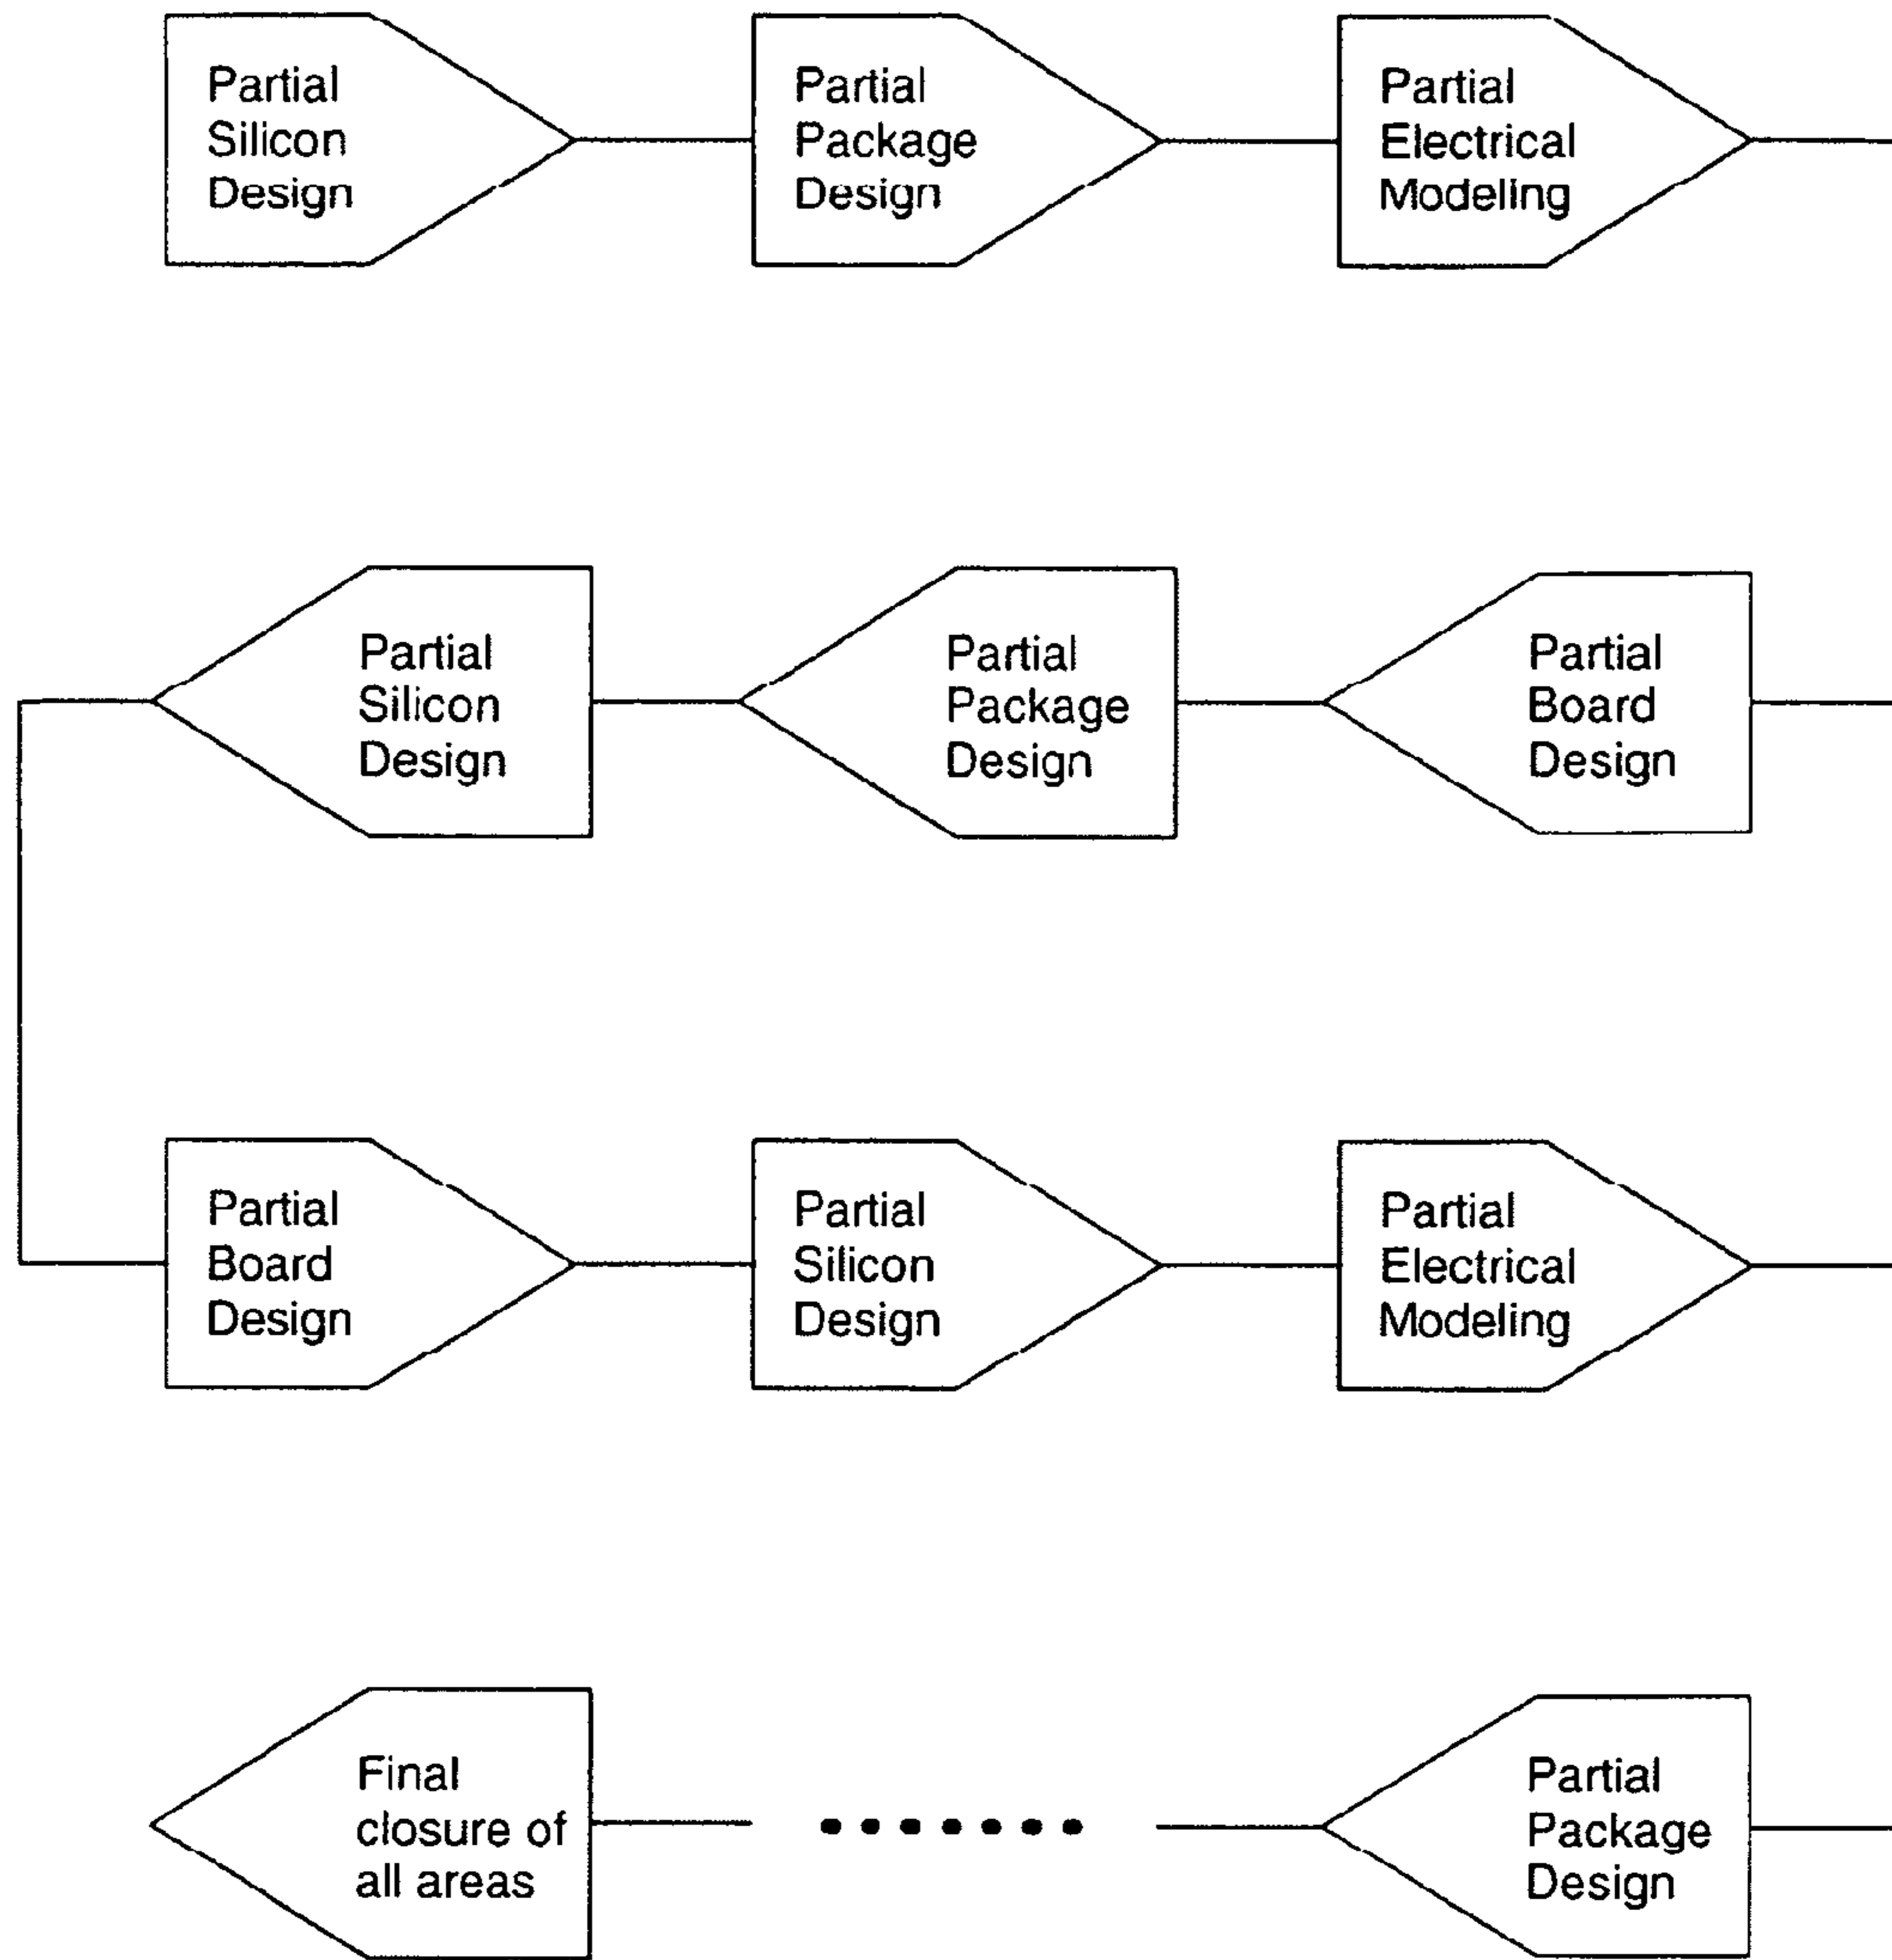 Partial
Silicon
Design
Partial
Package
Design
Partial
Electrical
Modeling
Partial
Silicon
Design
Partial
Package
Design
Partial
Board
Design
Partial
Board
Design
Partial
Silicon
Design
Partial
Electrical
Modeling
Final
closure of
all areas
Partial
Package
Design